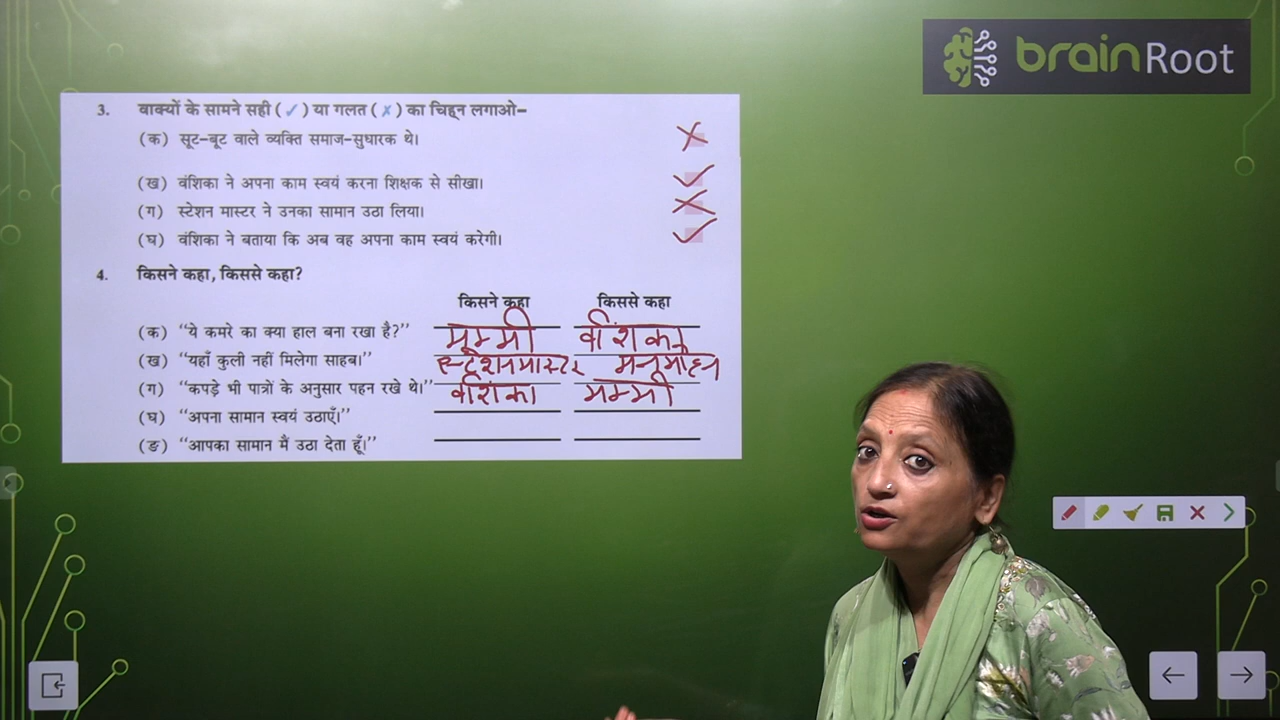 brainRoot
3. वाक्यों के सामने सही (✓) या गलत (✗) का चिह्न लगाओ–
(क) सूट-बूट वाले व्यक्ति समाज-सुधारक थे। ✗
(ख) वंशिका ने अपना काम स्वयं करना शिक्षक से सीखा। ✓
(ग) स्टेशन मास्टर ने उनका सामान उठा लिया। ✗
(घ) वंशिका ने बताया कि अब वह अपना काम स्वयं करेगी। ✓
4. किसने कहा, किससे कहा?
किसने कहा किससे कहा
(क) “ये कमरे का क्या हाल बना रखा है?” मम्मी वंशिका
(ख) “यहाँ कुली नहीं मिलेगा साहब।” स्टेशनमास्टर मनमोहन
(ग) “कपड़े भी पात्रों के अनुसार पहन रखे थे।” वंशिका मम्मी
(घ) “अपना सामान स्वयं उठाएँ।”
(ङ) “आपका सामान मैं उठा देता हूँ।”